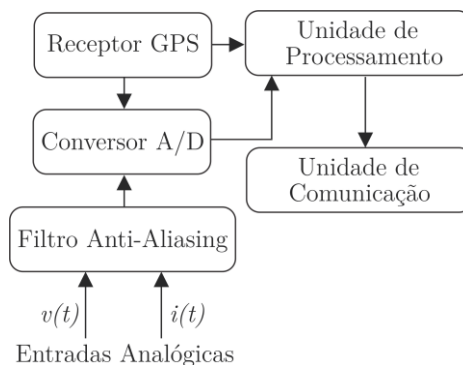 Receptor GPS
Unidade de
Processamento
Conversor A/D
Unidade de
Comunicação
Filtro Anti-Aliasing
v(t)
i(t)
Entradas Analógicas